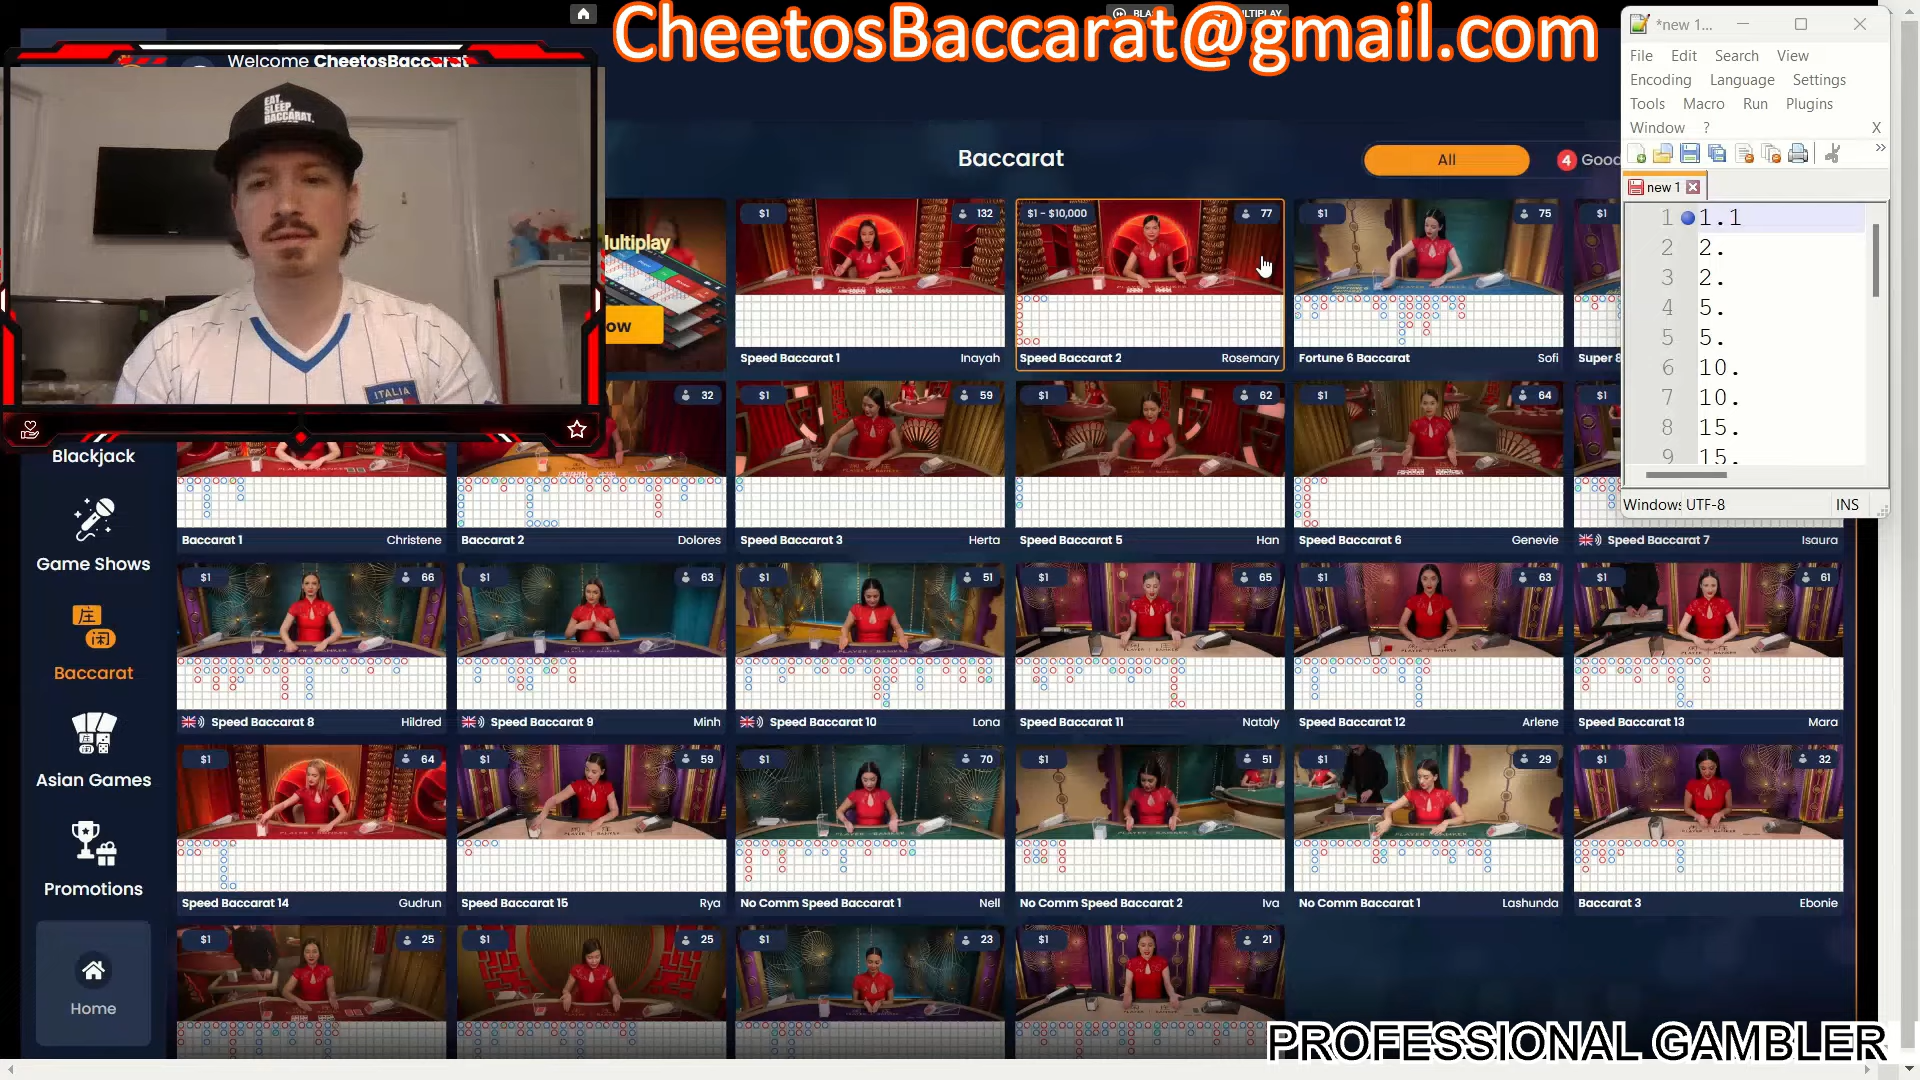 CheetosBaccarat@gmail.com
Welcome CheetosBaccarat
EAT.
SLEEP.
BACCARAT.
ITALIA
Baccarat
All
4 Good
*new 1...
File Edit Search View
Encoding Language Settings
Tools Macro Run Plugins
Window ? X
new 1
1 1.1
2 2.
3 2.
4 5.
5 5.
6 10.
7 10.
8 15.
9 15.
Window: UTF-8 INS
$1 132
$1 - $10,000 77
$1 75
$1
Speed Baccarat 1 Inayah
Speed Baccarat 2 Rosemary
Fortune 6 Baccarat Sofi
Super 8
32
$1 59
$1 62
$1 64
Baccarat 1 Christene
Baccarat 2 Dolores
Speed Baccarat 3 Herta
Speed Baccarat 5 Han
Speed Baccarat 6 Genevie
Speed Baccarat 7 Isaura
$1 66
$1 63
$1 51
$1 65
$1 63
$1 61
Speed Baccarat 8 Hildred
Speed Baccarat 9 Minh
Speed Baccarat 10 Lona
Speed Baccarat 11 Nataly
Speed Baccarat 12 Arlene
Speed Baccarat 13 Mara
$1 64
$1 59
$1 70
$1 51
$1 29
$1 32
Speed Baccarat 14 Gudrun
Speed Baccarat 15 Rya
No Comm Speed Baccarat 1 Nell
No Comm Speed Baccarat 2 Iva
No Comm Baccarat 1 Lashunda
Baccarat 3 Ebonie
$1 25
$1 25
$1 23
$1 21
Blackjack
Game Shows
庄
闲
Baccarat
Asian Games
Promotions
Home
PROFESSIONAL GAMBLER